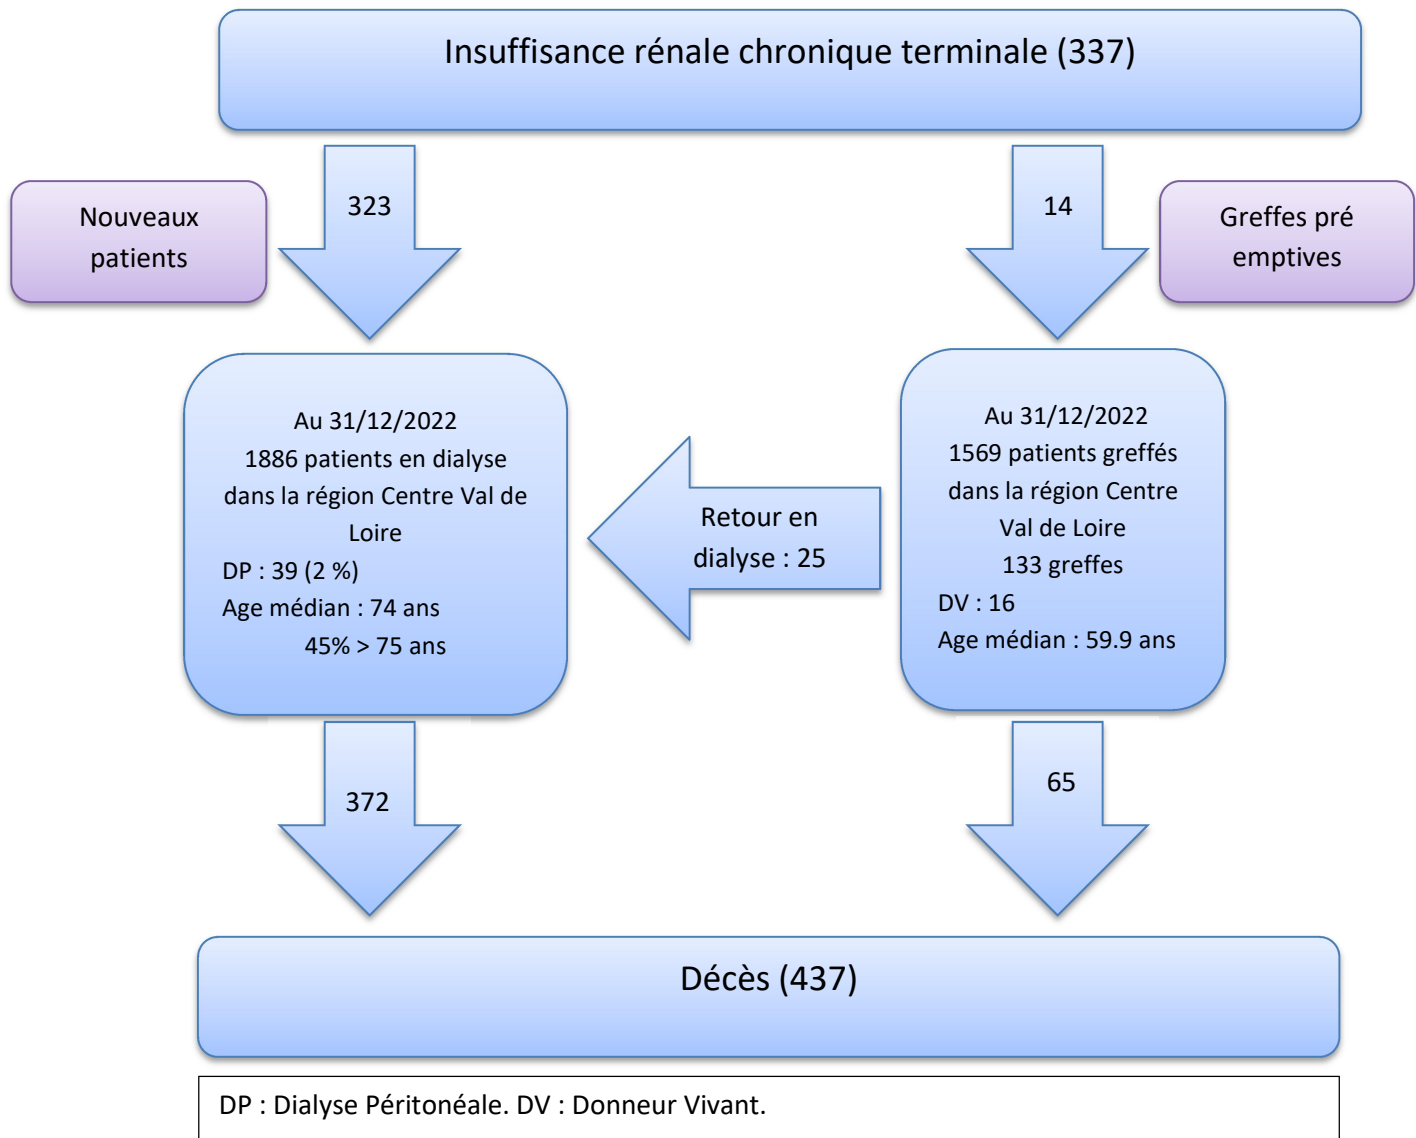 Insuffisance rénale chronique terminale (337)
Nouveaux
patients
323
14
Greffes pré
emptives
Au 31/12/2022
1886 patients en dialyse
dans la région Centre Val de
Loire
DP : 39 (2 %)
Age médian : 74 ans
45% > 75 ans
Retour en
dialyse : 25
Au 31/12/2022
1569 patients greffés
dans la région Centre
Val de Loire
133 greffes
DV : 16
Age médian : 59.9 ans
372
65
Décès (437)
DP : Dialyse Péritonéale. DV : Donneur Vivant.